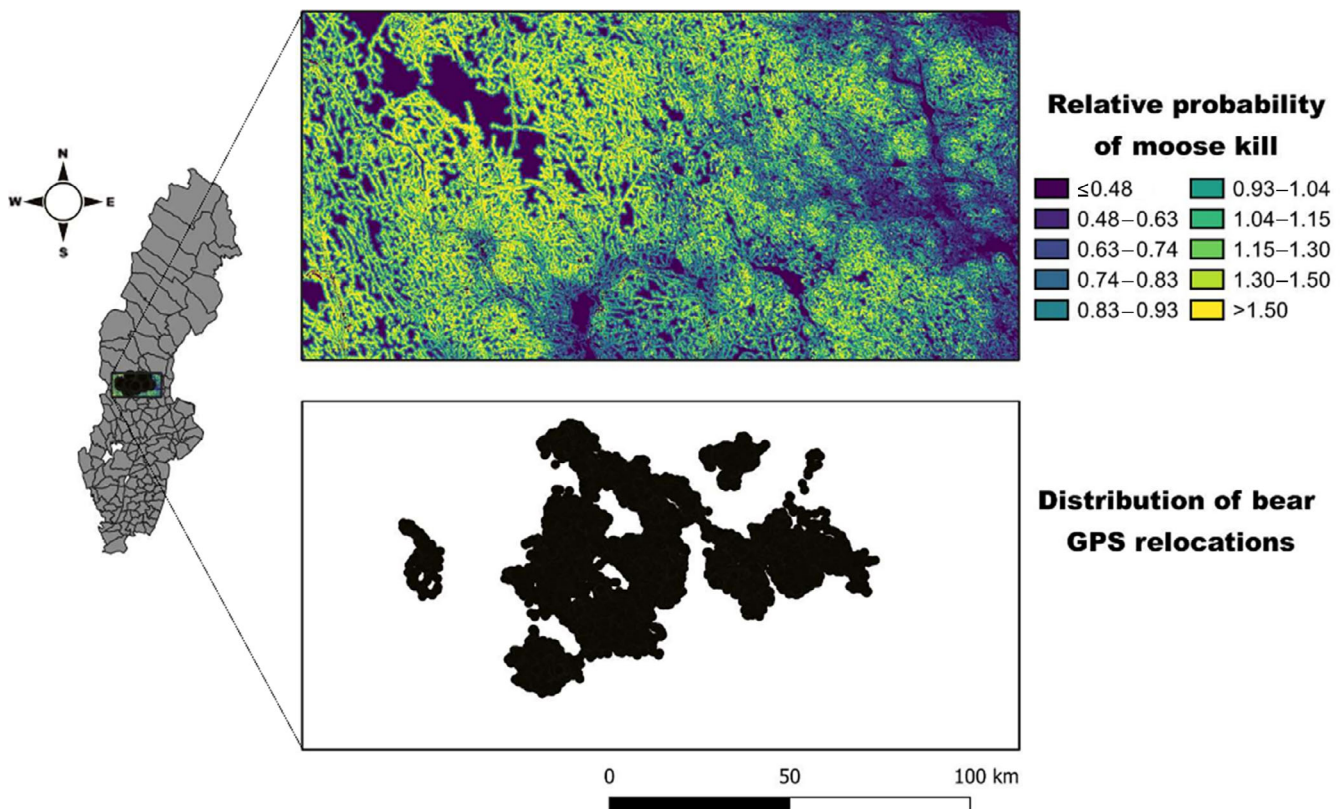 N
W E
S
Relative probability
of moose kill
≤0.48 0.93–1.04
0.48–0.63 1.04–1.15
0.63–0.74 1.15–1.30
0.74–0.83 1.30–1.50
0.83–0.93 >1.50
Distribution of bear
GPS relocations
0 50 100 km